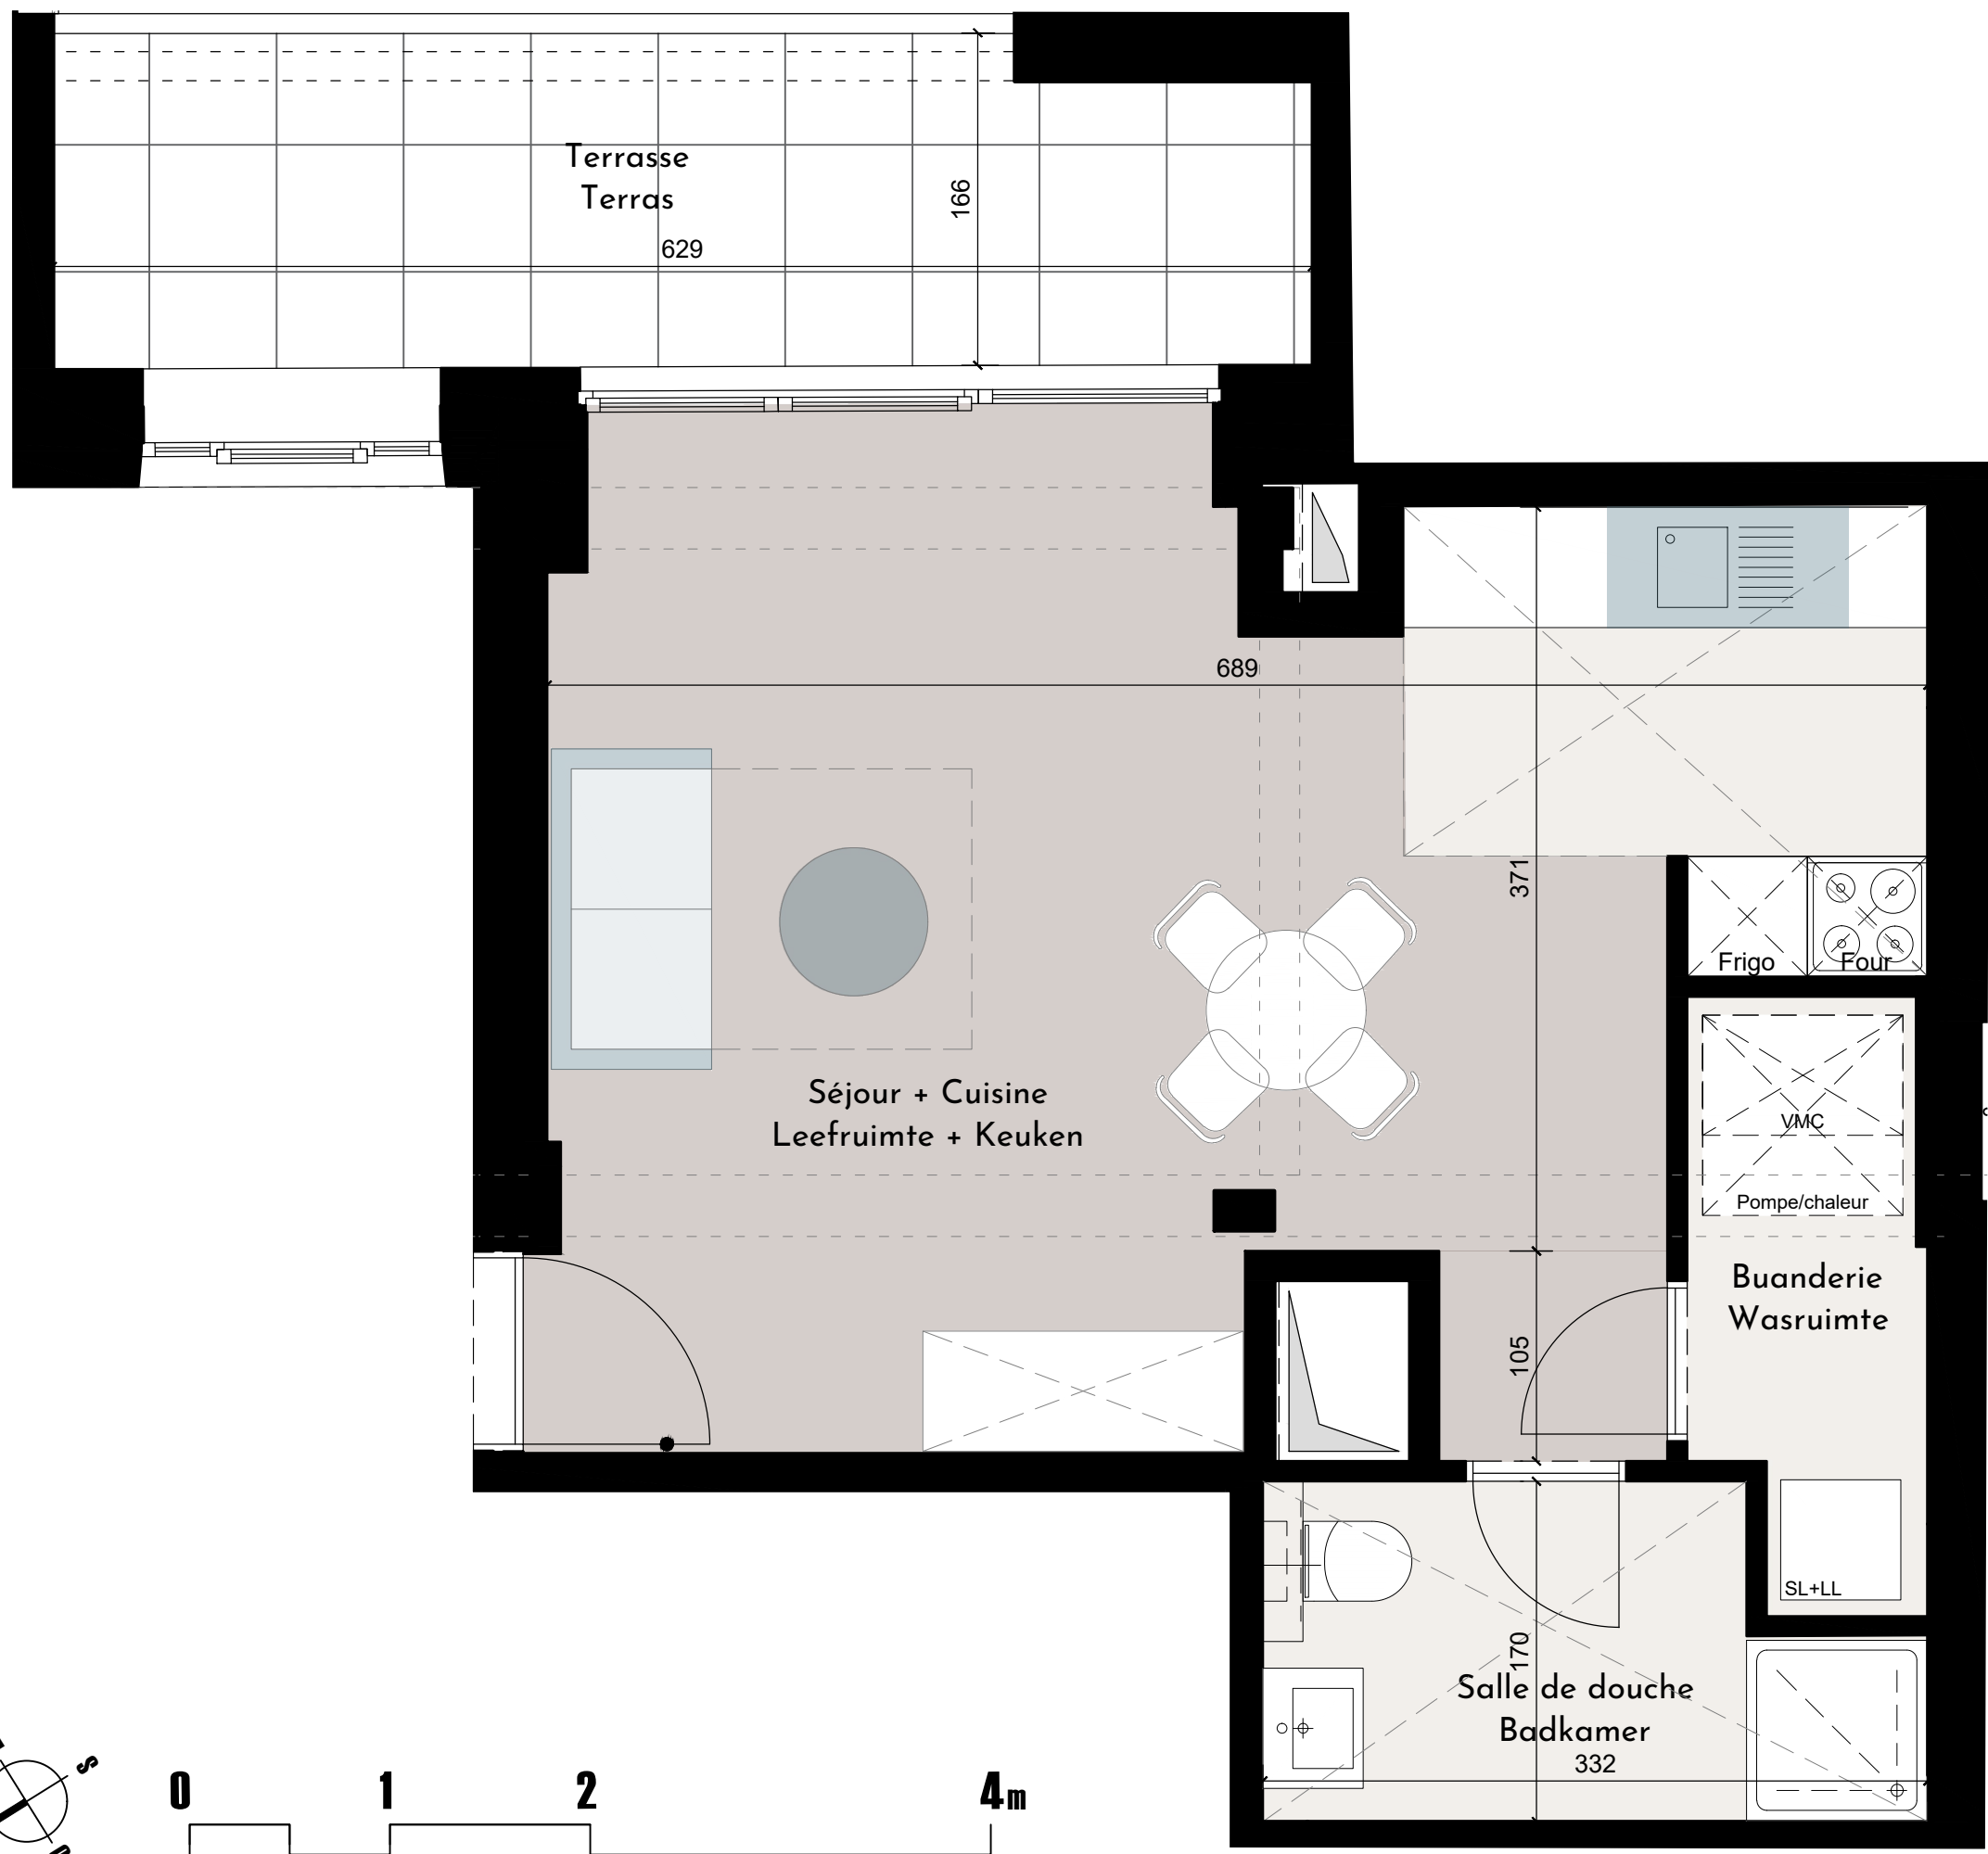 Terrasse
Terras
166
629
689
371
Frigo
Four
Séjour + Cuisine
Leefruimte + Keuken
VMC
Pompe/chaleur
Buanderie
Wasruimte
105
SL+LL
170
Salle de douche
Badkamer
332
S
0 1 2 4m